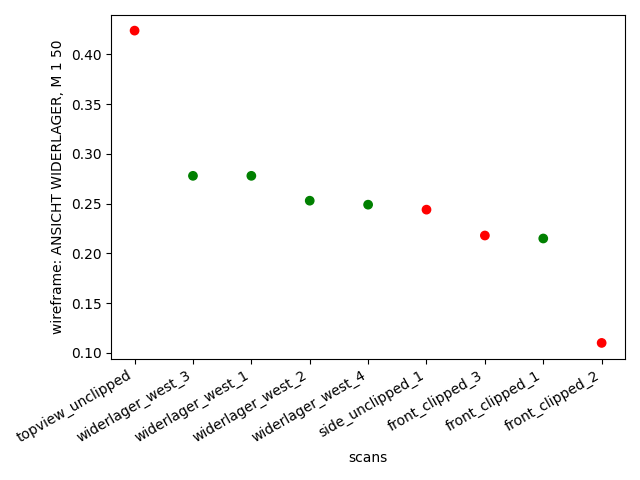 wireframe: ANSICHT WIDERLAGER, M 1 50
0.40
0.35
0.30
0.25
0.20
0.15
0.10
topview_unclipped
widerlager_west_3
widerlager_west_1
widerlager_west_2
widerlager_west_4
side_unclipped_1
front_clipped_3
front_clipped_1
front_clipped_2
scans